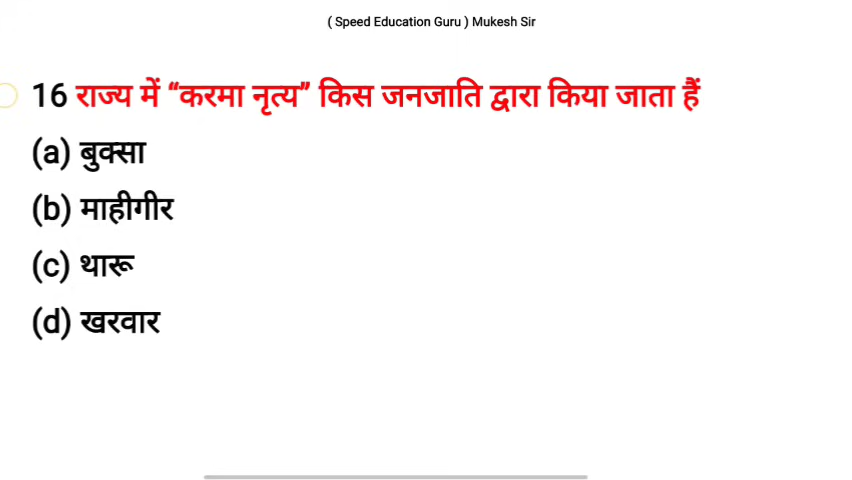 ( Speed Education Guru ) Mukesh Sir
16 राज्य में “करमा नृत्य” किस जनजाति द्वारा किया जाता हैं
(a) बुक्सा
(b) माहीगीर
(c) थारू
(d) खरवार